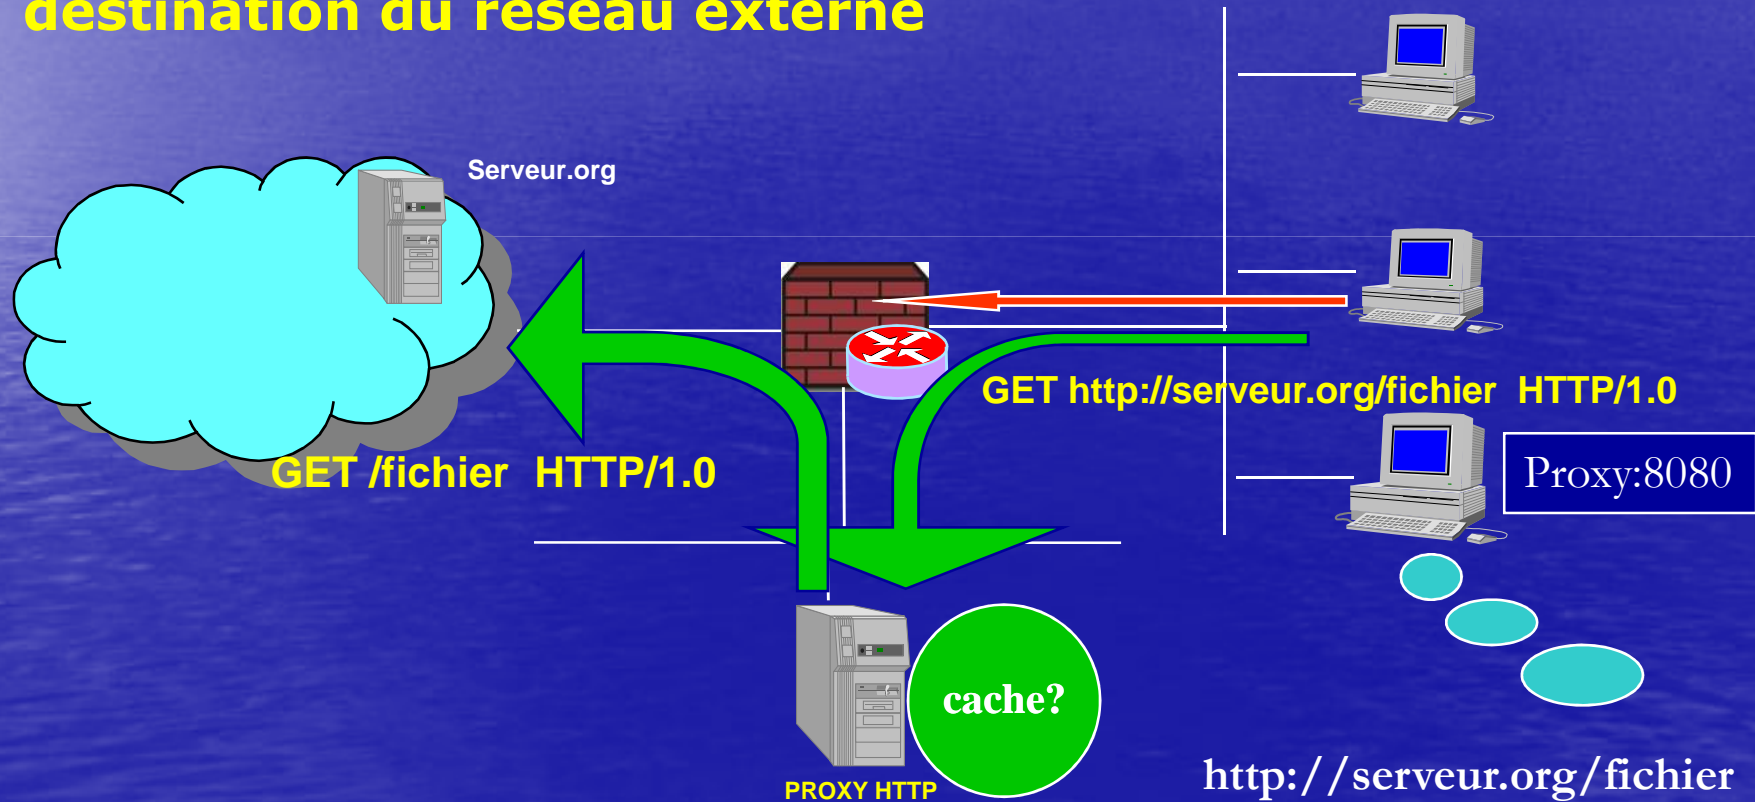 destination du réseau externe
Serveur.org
GET http://serveur.org/fichier HTTP/1.0
GET /fichier HTTP/1.0
Proxy:8080
cache?
http://serveur.org/fichier
PROXY HTTP